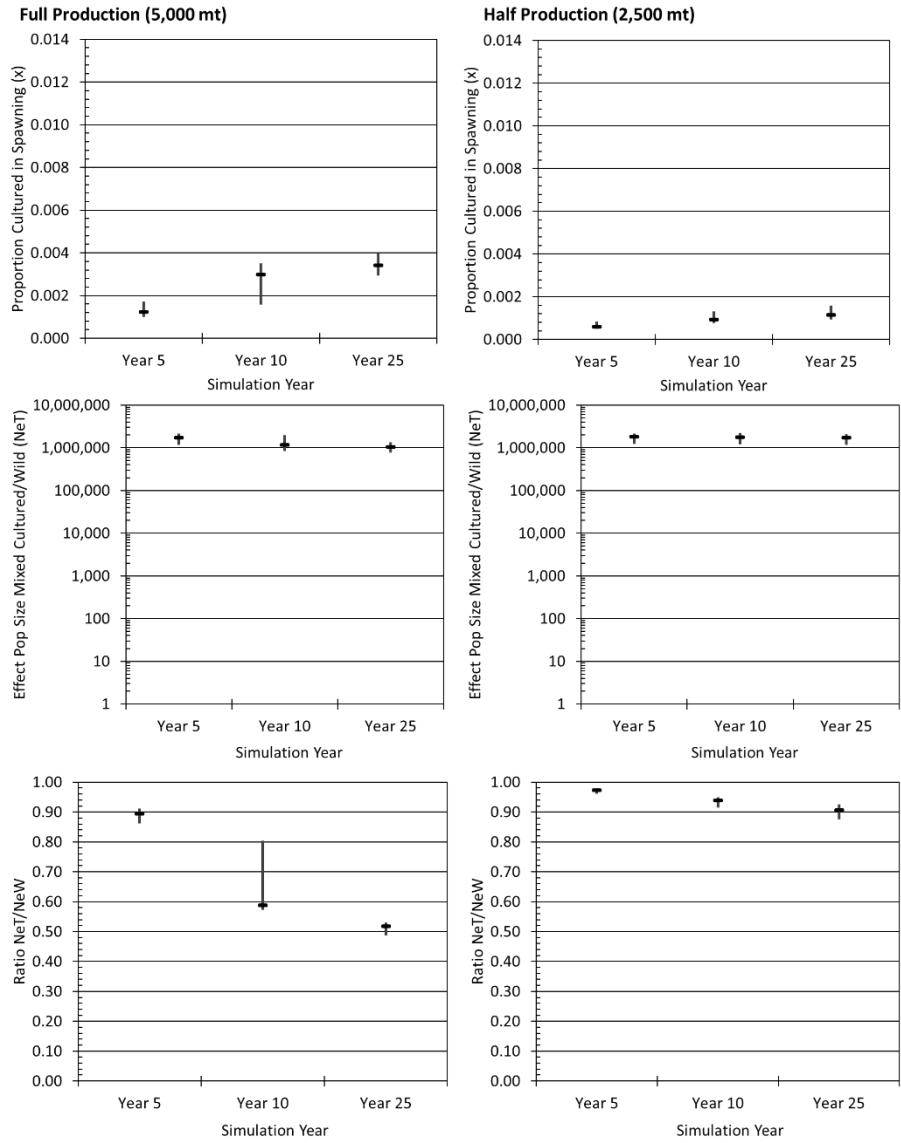 Full Production (5,000 mt)
Proportion Cultured in Spawning (x)
0.014
0.012
0.010
0.008
0.006
0.004
0.002
0.000
Year 5 Year 10 Year 25
Simulation Year
Half Production (2,500 mt)
Proportion Cultured in Spawning (x)
0.014
0.012
0.010
0.008
0.006
0.004
0.002
0.000
Year 5 Year 10 Year 25
Simulation Year
Effect Pop Size Mixed Cultured/Wild (NeT)
10,000,000
1,000,000
100,000
10,000
1,000
100
10
1
Year 5 Year 10 Year 25
Simulation Year
Effect Pop Size Mixed Cultured/Wild (NeT)
10,000,000
1,000,000
100,000
10,000
1,000
100
10
1
Year 5 Year 10 Year 25
Simulation Year
Ratio NeT/NeW
1.00
0.90
0.80
0.70
0.60
0.50
0.40
0.30
0.20
0.10
0.00
Year 5 Year 10 Year 25
Simulation Year
Ratio NeT/NeW
1.00
0.90
0.80
0.70
0.60
0.50
0.40
0.30
0.20
0.10
0.00
Year 5 Year 10 Year 25
Simulation Year